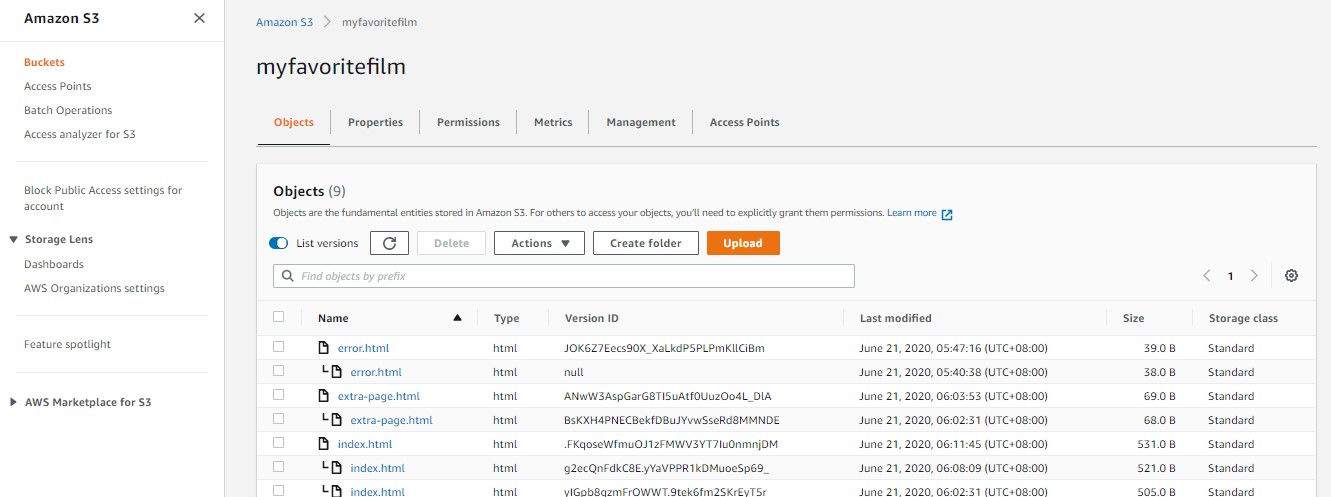 Amazon S3
Amazon S3 myfavoritefilm
myfavoritefilm
Buckets
Access Points
Batch Operations
Access analyzer for S3
Block Public Access settings for
account
Storage Lens
Dashboards
AWS Organizations settings
Feature spotlight
AWS Marketplace for S3
Objects Properties Permissions Metrics Management Access Points
Objects (9)
Objects are the fundamental entities stored in Amazon S3. For others to access your objects, you'll need to explicitly grant them permissions. Learn more
List versions Delete Actions Create folder Upload
Find objects by prefix 1
Name Type Version ID Last modified Size Storage class
error.html html JOK6Z7Eecs90X_XaLkdP5PLPmKllCiBm June 21, 2020, 05:47:16 (UTC+08:00) 39.0 B Standard
error.html html null June 21, 2020, 05:40:38 (UTC+08:00) 38.0 B Standard
extra-page.html html ANwW3AspGarG8TI5uAtf0UuzOo4L_DlA June 21, 2020, 06:03:53 (UTC+08:00) 69.0 B Standard
extra-page.html html BsKXH4PNECBekfDBuJYvwSseRd8MMNDE June 21, 2020, 06:02:31 (UTC+08:00) 68.0 B Standard
index.html html .FKqoseWfmuOJ1zFMWV3YT7Iu0nmnjDM June 21, 2020, 06:11:45 (UTC+08:00) 531.0 B Standard
index.html html g2ecQnFdkC8E.yYaVPPR1kDMuoeSp69_ June 21, 2020, 06:08:09 (UTC+08:00) 521.0 B Standard
index.html html yIGpb8qzmFrOWWT.9tek6fm2SKrEyT5r June 21, 2020, 06:02:31 (UTC+08:00) 505.0 B Standard